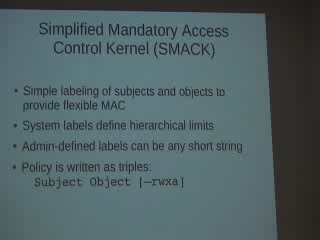 Simplified Mandatory Access
Control Kernel (SMACK)
• Simple labeling of subjects and objects to
provide flexible MAC
• System labels define hierarchical limits
• Admin-defined labels can be any short string
• Policy is written as triples:
Subject Object [–rwxa]